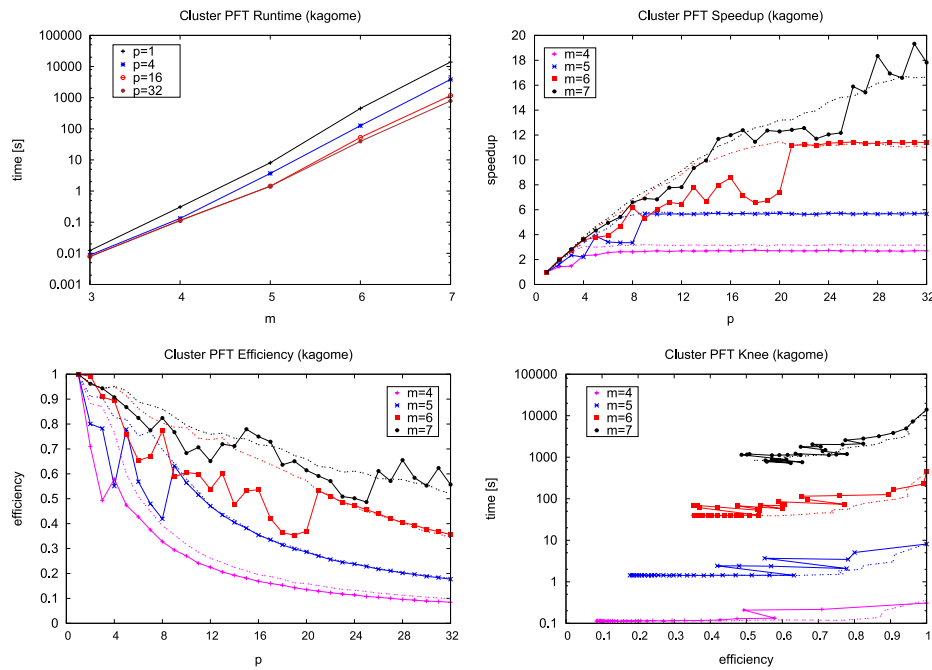 Cluster PFT Runtime (kagome)
100000
10000
1000
100
10
1
0.1
0.01
0.001
time [s]
p=1
p=4
p=16
p=32
3 4 5 6 7
m
Cluster PFT Speedup (kagome)
20
18
16
14
12
10
8
6
4
2
0
speedup
m=4
m=5
m=6
m=7
0 4 8 12 16 20 24 28 32
p
Cluster PFT Efficiency (kagome)
1
0.9
0.8
0.7
0.6
0.5
0.4
0.3
0.2
0.1
0
efficiency
m=4
m=5
m=6
m=7
0 4 8 12 16 20 24 28 32
p
Cluster PFT Knee (kagome)
100000
10000
1000
100
10
1
0.1
time [s]
m=4
m=5
m=6
m=7
0 0.1 0.2 0.3 0.4 0.5 0.6 0.7 0.8 0.9 1
efficiency